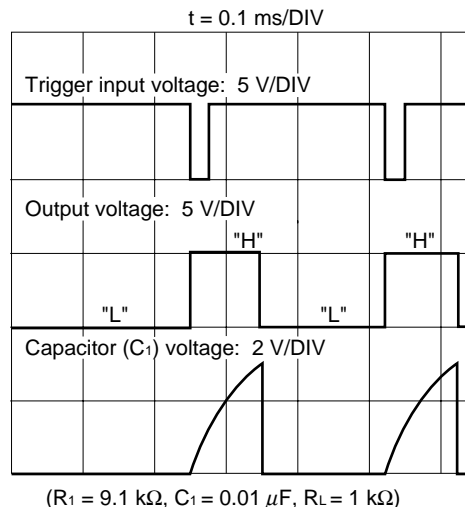 t = 0.1 ms/DIV
Trigger input voltage: 5 V/DIV
Output voltage: 5 V/DIV
"H" "H"
"L" "L"
Capacitor (C₁) voltage: 2 V/DIV
(R₁ = 9.1 kΩ, C₁ = 0.01 μF, RL = 1 kΩ)